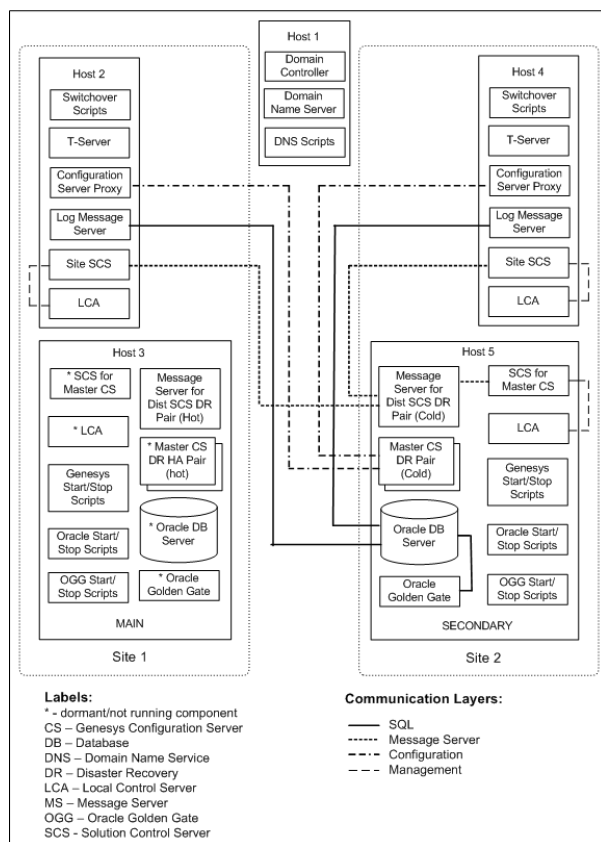 Host 1
Domain
Controller
Domain
Name Server
DNS Scripts
Host 2
Switchover
Scripts
T-Server
Configuration
Server Proxy
Log Message
Server
Site SCS
LCA
Host 4
Switchover
Scripts
T-Server
Configuration
Server Proxy
Log Message
Server
Site SCS
LCA
Host 3
* SCS for
Master CS
* LCA
Genesys
Start/Stop
Scripts
Oracle Start/
Stop Scripts
OGG Start/
Stop Scripts
Message
Server for
Dist SCS DR
Pair (Hot)
* Master CS
DR HA Pair
(hot)
* Oracle DB
Server
* Oracle
Golden Gate
MAIN
Site 1
Host 5
Message
Server for
Dist SCS DR
Pair (Cold)
Master CS
DR Pair
(Cold)
Oracle DB
Server
Oracle
Golden Gate
SCS for
Master CS
LCA
Genesys
Start/Stop
Scripts
Oracle Start/
Stop Scripts
OGG Start/
Stop Scripts
SECONDARY
Site 2
Labels:
* - dormant/not running component
CS – Genesys Configuration Server
DB – Database
DNS – Domain Name Service
DR – Disaster Recovery
LCA – Local Control Server
MS – Message Server
OGG – Oracle Golden Gate
SCS - Solution Control Server
Communication Layers:
SQL
Message Server
Configuration
Management